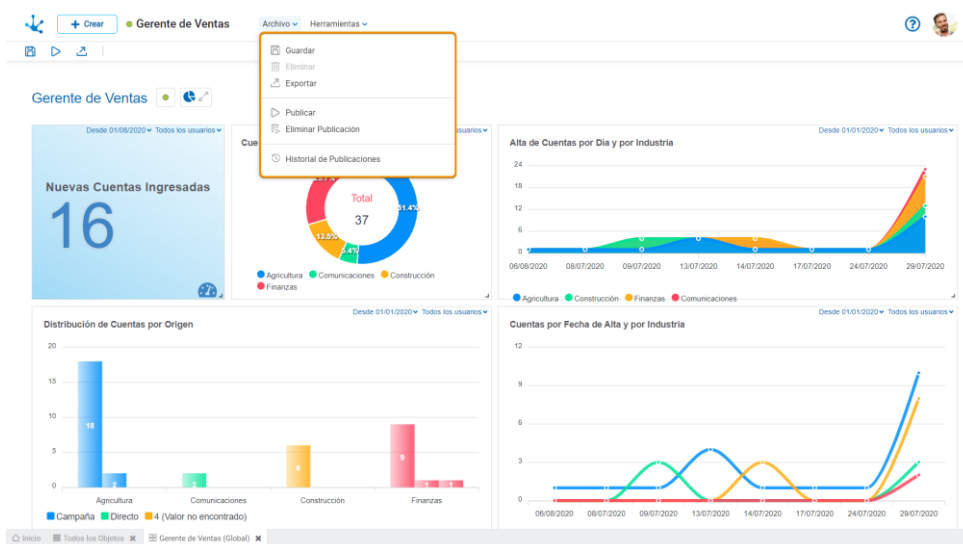 Crear
Gerente de Ventas
Archivo
Herramientas
Guardar
Eliminar
Exportar
Publicar
Eliminar Publicación
Historial de Publicaciones
Gerente de Ventas
Desde 01/08/2020 Todos los usuarios
Nuevas Cuentas Ingresadas
16
Total
37
51.4%
13.5%
Agricultura Comunicaciones Construcción
Finanzas
Desde 01/01/2020 Todos los usuarios
Alta de Cuentas por Dia y por Industria
24
18
12
6
0
06/08/2020 08/07/2020 09/07/2020 13/07/2020 14/07/2020 17/07/2020 24/07/2020 29/07/2020
Agricultura Construcción Finanzas Comunicaciones
Desde 01/01/2020 Todos los usuarios
Distribución de Cuentas por Origen
20
15
10
5
0
18
2
2
6
9
1 1
Agricultura Comunicaciones Construcción Finanzas
Campaña Directo 4 (Valor no encontrado)
Desde 01/01/2020 Todos los usuarios
Cuentas por Fecha de Alta y por Industria
12
9
6
3
0
06/08/2020 08/07/2020 09/07/2020 13/07/2020 14/07/2020 17/07/2020 24/07/2020 29/07/2020
Inicio Todos los Objetos Gerente de Ventas (Global)